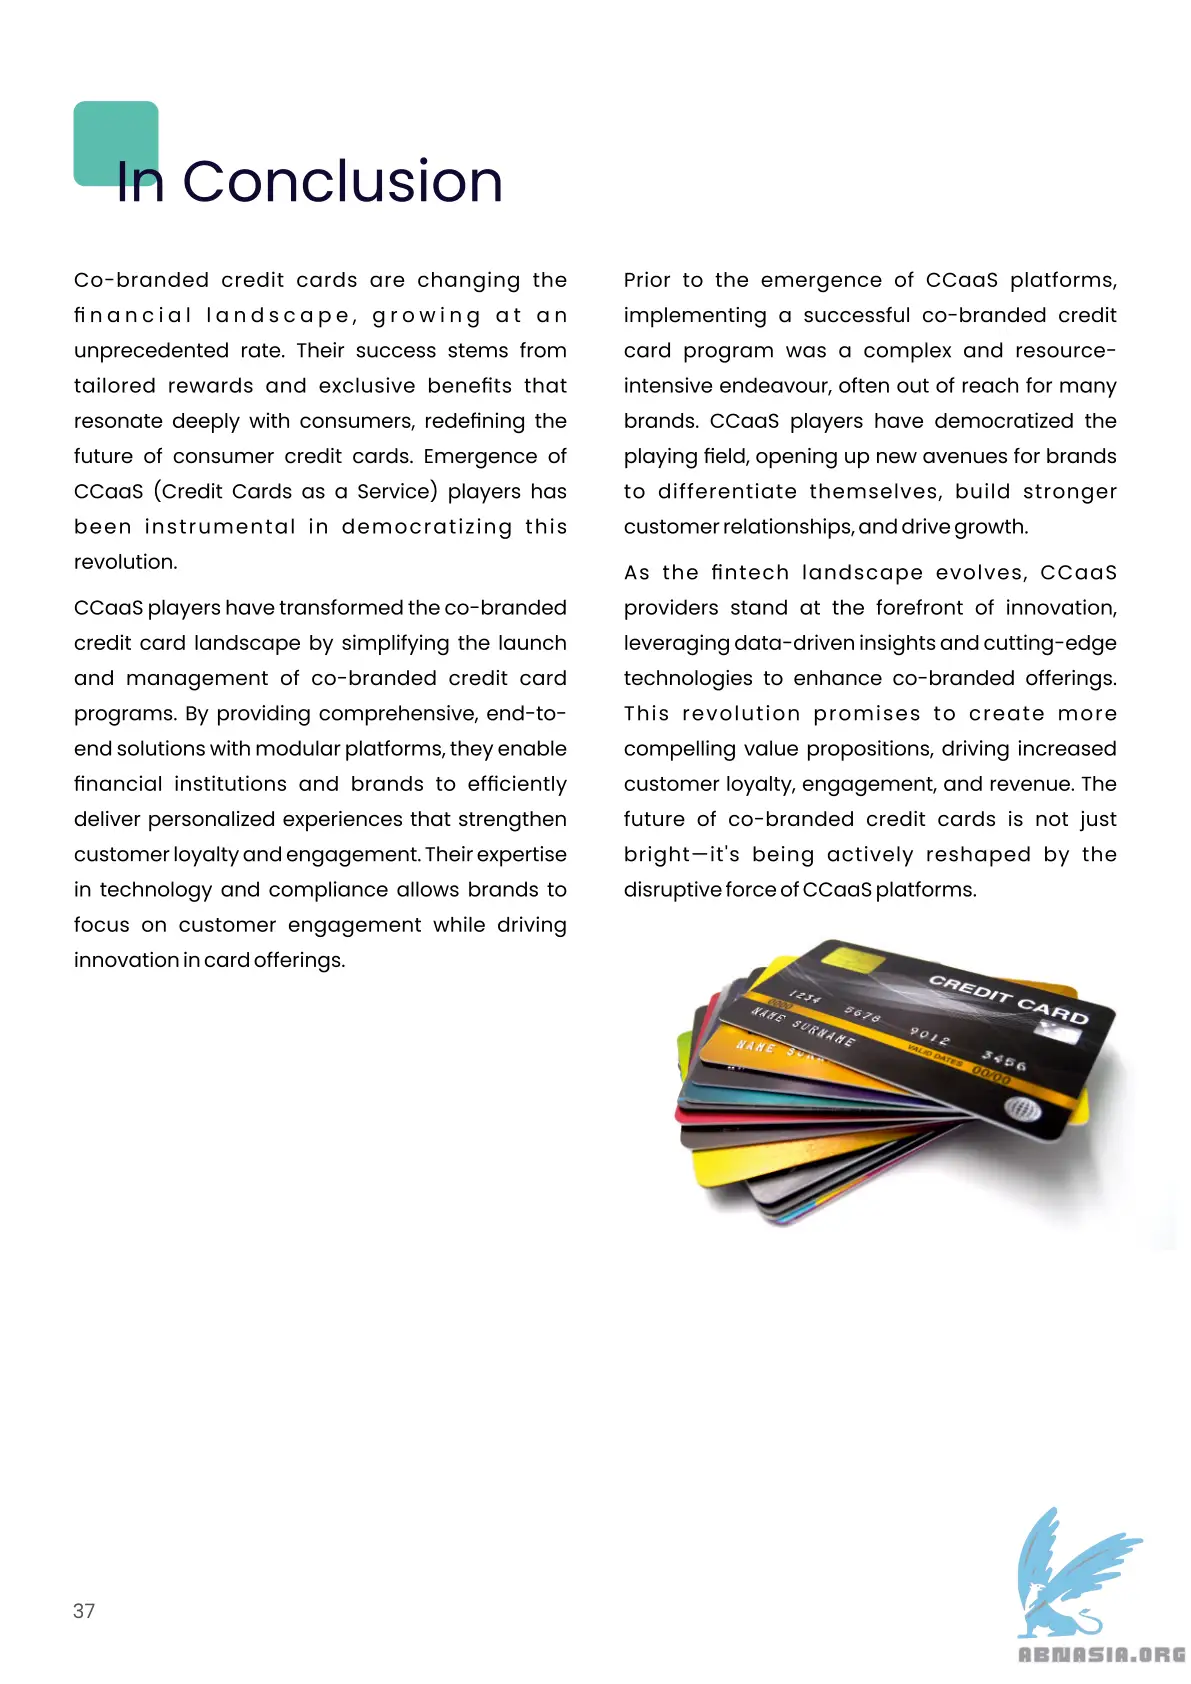 In Conclusion
Co-branded credit cards are changing the
financial landscape, growing at an
unprecedented rate. Their success stems from
tailored rewards and exclusive benefits that
resonate deeply with consumers, redefining the
future of consumer credit cards. Emergence of
CCaaS (Credit Cards as a Service) players has
been instrumental in democratizing this
revolution.
CCaaS players have transformed the co-branded
credit card landscape by simplifying the launch
and management of co-branded credit card
programs. By providing comprehensive, end-to-
end solutions with modular platforms, they enable
financial institutions and brands to efficiently
deliver personalized experiences that strengthen
customer loyalty and engagement. Their expertise
in technology and compliance allows brands to
focus on customer engagement while driving
innovation in card offerings.
Prior to the emergence of CCaaS platforms,
implementing a successful co-branded credit
card program was a complex and resource-
intensive endeavour, often out of reach for many
brands. CCaaS players have democratized the
playing field, opening up new avenues for brands
to differentiate themselves, build stronger
customer relationships, and drive growth.
As the fintech landscape evolves, CCaaS
providers stand at the forefront of innovation,
leveraging data-driven insights and cutting-edge
technologies to enhance co-branded offerings.
This revolution promises to create more
compelling value propositions, driving increased
customer loyalty, engagement, and revenue. The
future of co-branded credit cards is not just
bright—it's being actively reshaped by the
disruptive force of CCaaS platforms.
CREDIT CARD
1234 5678 9012 3456
0000
VALID DATES 00/00
NAME SURNAME
NAME
37
ABNASIA.ORG